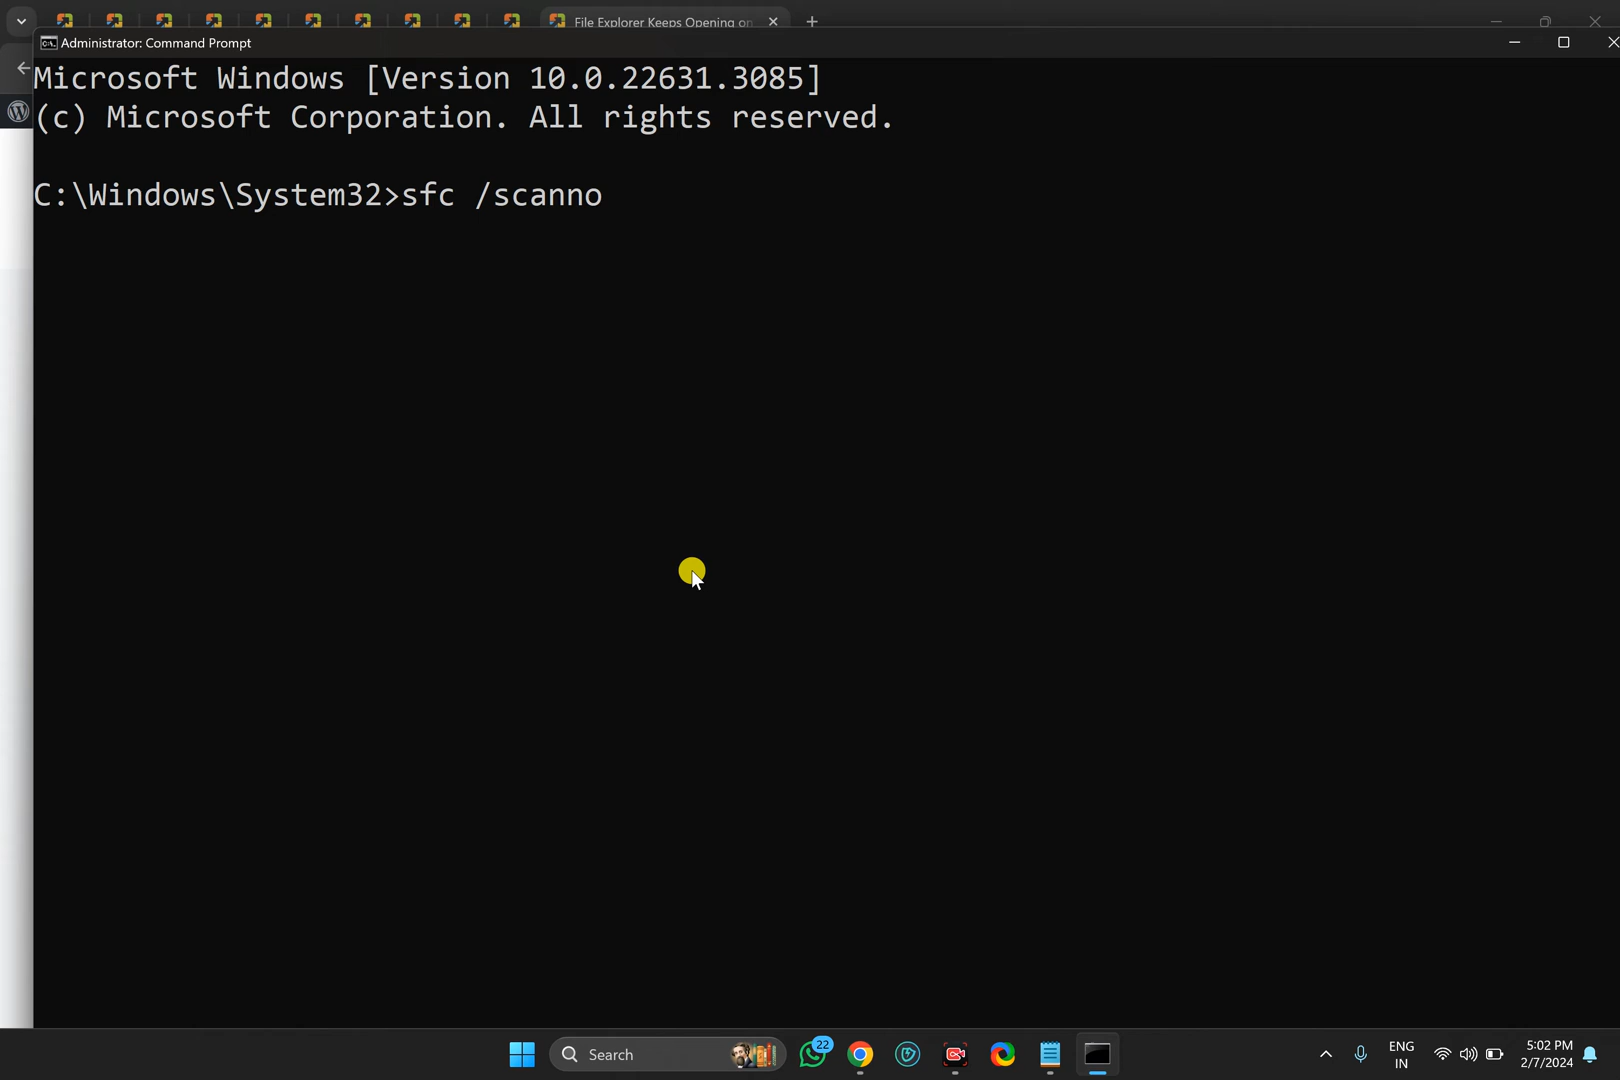 File Explorer Keeps Opening on
Administrator: Command Prompt
Microsoft Windows [Version 10.0.22631.3085]
(c) Microsoft Corporation. All rights reserved.
C:\Windows\System32>sfc /scanno
Search
22
ENG
IN
5:02 PM
2/7/2024